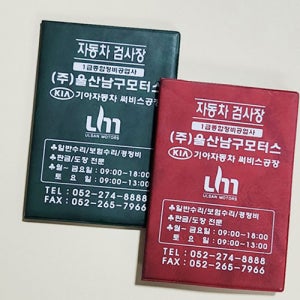 자동차 검사장
1급종합정비공업사
(주)울산남구모터스
KIA 기아자동차 써비스공장
um
ULSAN MOTORS
♣일반수리/보험수리/경정비
♣판금/도장 전문
♣월~ 금요일 : 09:00-18:00
토 요 일 : 09:00-13:00
TEL : 052-274-8888
FAX : 052-265-7966
자동차 검사장
1급종합정비공업사
(주)울산남구모터스
KIA 기아자동차 써비스공장
um
ULSAN MOTORS
♣일반수리/보험수리/경정비
♣판금/도장 전문
♣월~ 금요일 : 09:00-18:00
토 요 일 : 09:00-13:00
TEL : 052-274-8888
FAX : 052-265-7966